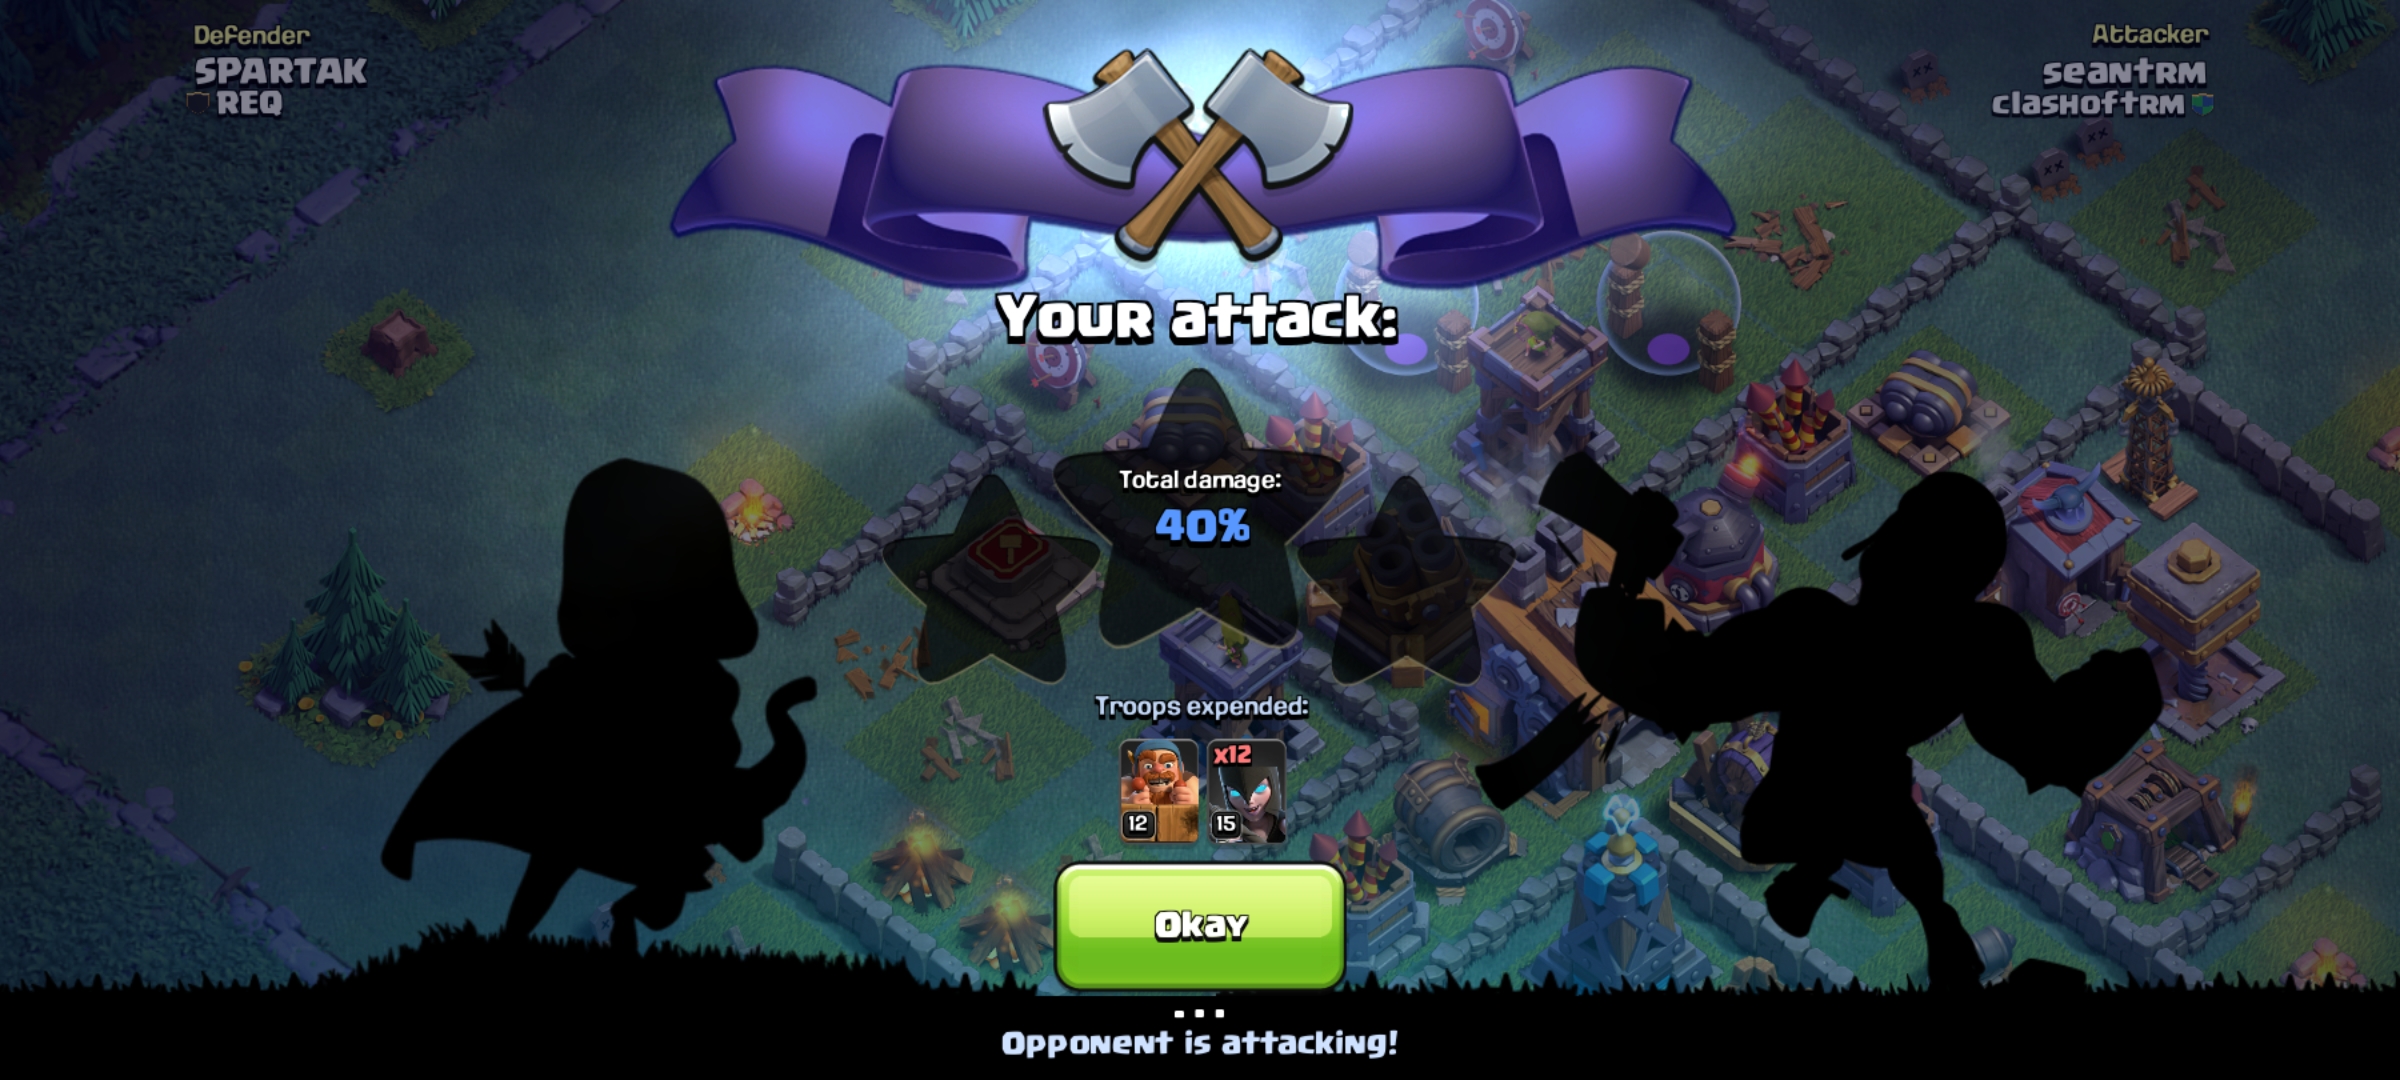 Defender
SPARTAK
REQ
Attacker
seantRM
clashoftRM
Your attack:
Total damage:
40%
Troops expended:
x12
12
15
Okay
...
Opponent is attacking!